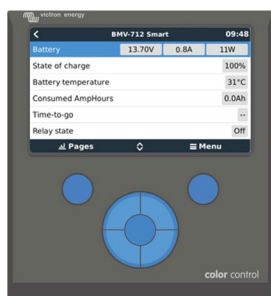 victron energy
BMV-712 Smart 09:48
Battery 13.70V 0.8A 11W
State of charge 100%
Battery temperature 31°C
Consumed AmpHours 0.0Ah
Time-to-go --
Relay state Off
Pages Menu
color control